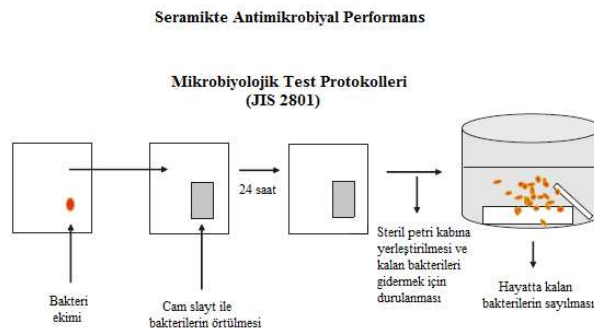 Seramikte Antimikrobiyal Performans
Mikrobiyolojik Test Protokolleri
(JIS 2801)
24 saat
Bakteri
ekimi
Cam slayt ile
bakterilerin örtülmesi
Steril petri kabına
yerleştirilmesi ve
kalan bakterileri
gidermek için
durulanması
Hayatta kalan
bakterilerin sayılması